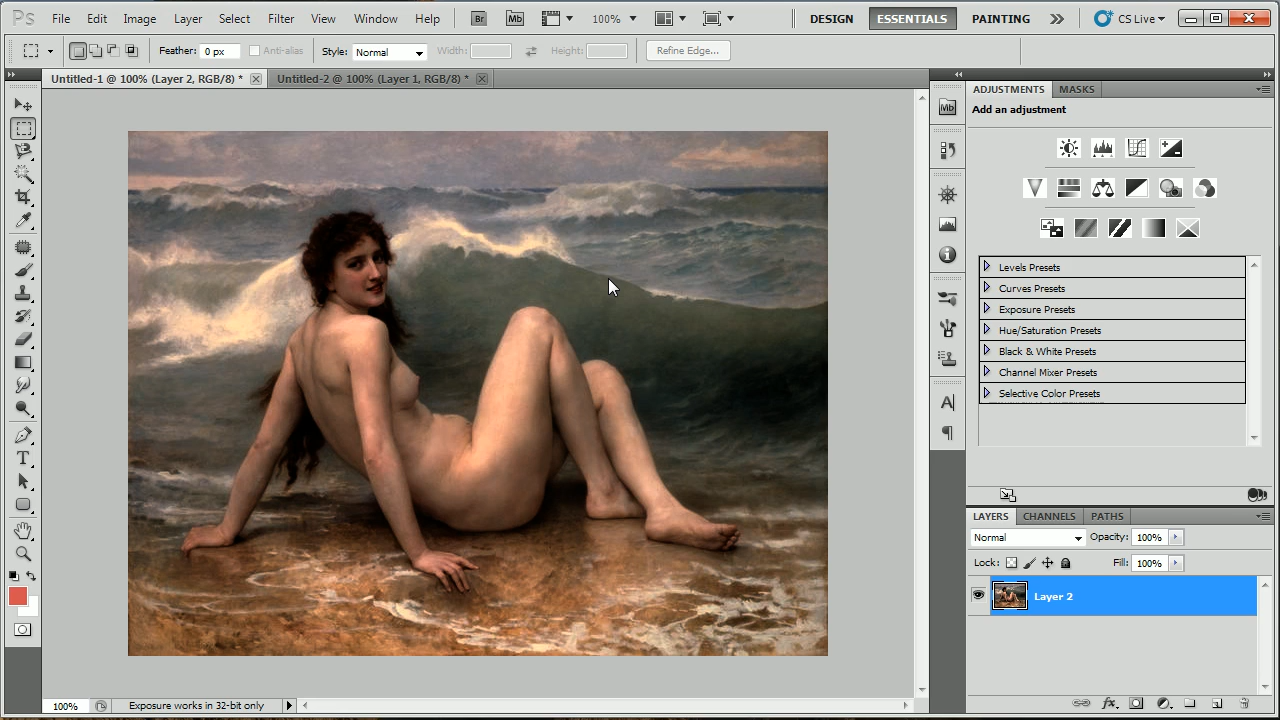 Ps File Edit Image Layer Select Filter View Window Help Br Mb 100% DESIGN ESSENTIALS PAINTING CS Live
Feather: 0 px Anti-alias Style: Normal Width: Height: Refine Edge...
Untitled-1 @ 100% (Layer 2, RGB/8) * Untitled-2 @ 100% (Layer 1, RGB/8) *
ADJUSTMENTS MASKS
Add an adjustment
Mb
Levels Presets
Curves Presets
Exposure Presets
Hue/Saturation Presets
Black & White Presets
Channel Mixer Presets
Selective Color Presets
A
T
LAYERS CHANNELS PATHS
Normal Opacity: 100%
Lock: Fill: 100%
Layer 2
fx
100% Exposure works in 32-bit only